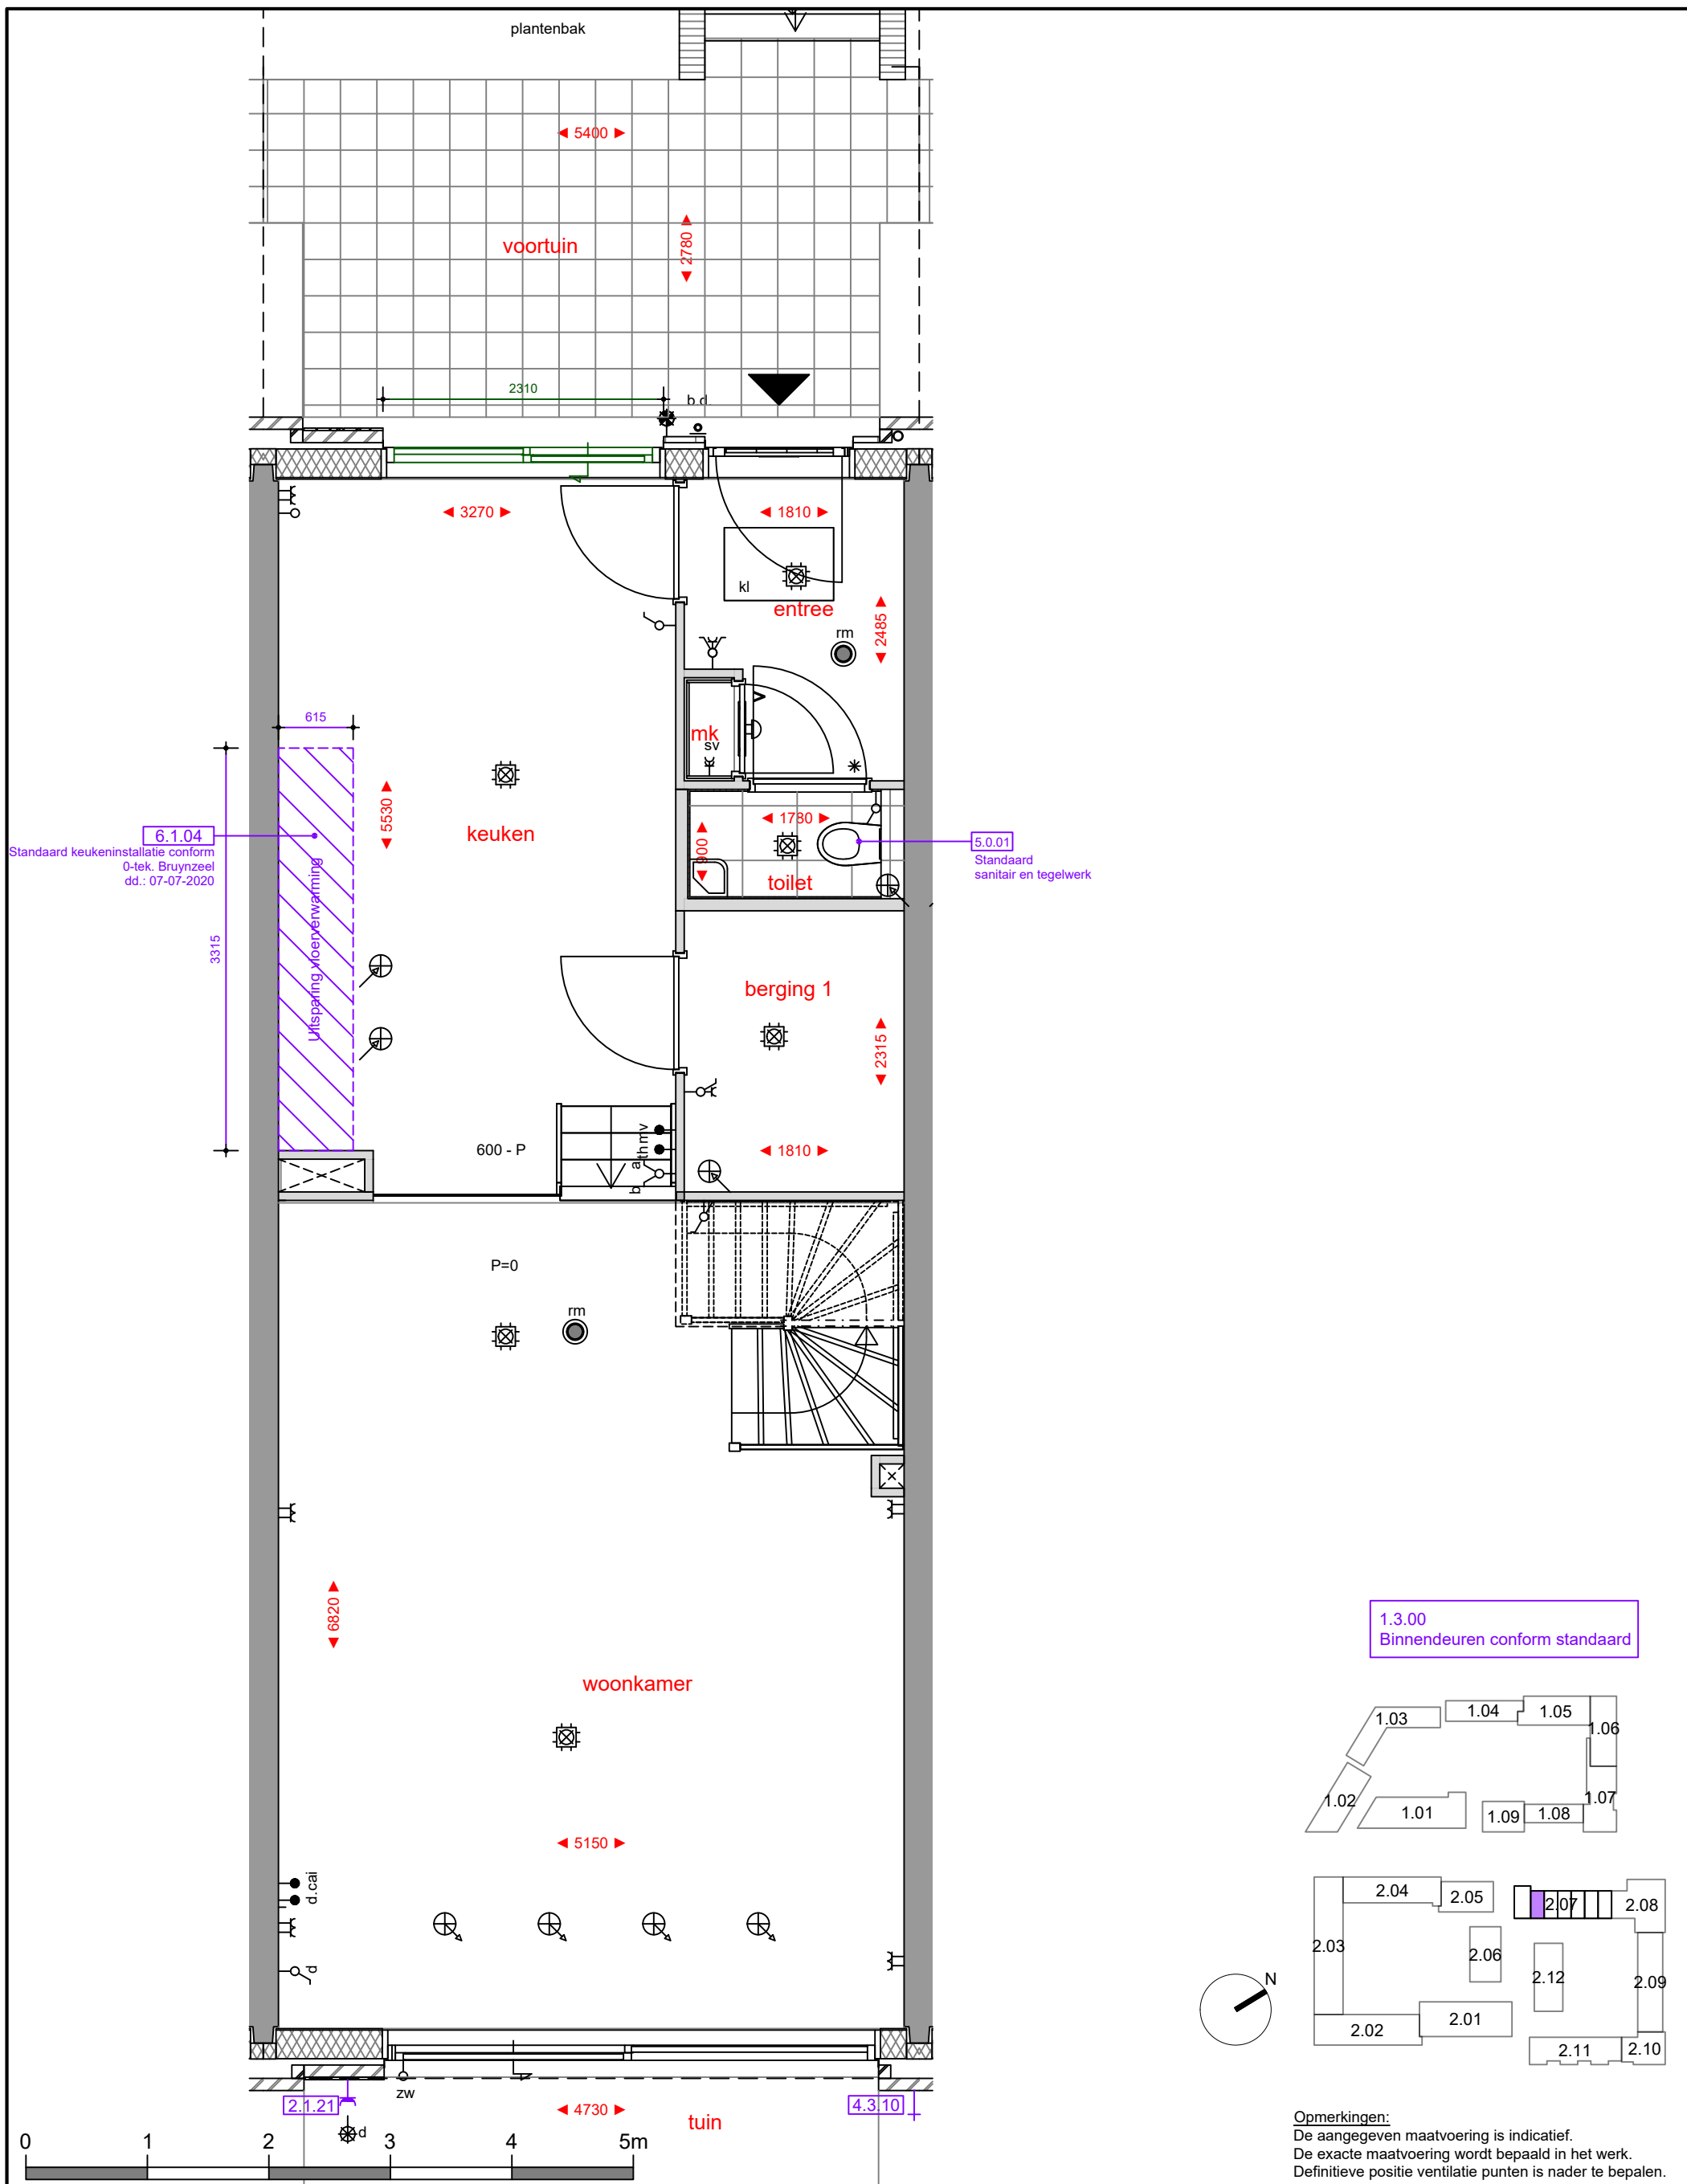 plantenbak
5400
voortuin
2780
2310
b.d.
3270
1810
kl
entree
2485
rm
615
mk
sv
5530
keuken
1780
900
toilet
6.1.04
Standaard keukeninstallatie conform
0-tek. Bruynzeel
dd.: 07-07-2020
Uitsparing vloerverwarming
3315
5.0.01
Standaard
sanitair en tegelwerk
berging 1
2315
1810
600 - P
b a th mv
P=0
rm
6820
woonkamer
5150
d.cai
d
zw
2.1.21
4.3.10
4730
tuin
d
0 1 2 3 4 5m
1.3.00
Binnendeuren conform standaard
1.03
1.04
1.05
1.06
1.02
1.01
1.09
1.08
1.07
2.04
2.05
2.07
2.08
2.03
2.06
2.12
2.09
N
2.02
2.01
2.11
2.10
Opmerkingen:
De aangegeven maatvoering is indicatief.
De exacte maatvoering wordt bepaald in het werk.
Definitieve positie ventilatie punten is nader te bepalen.